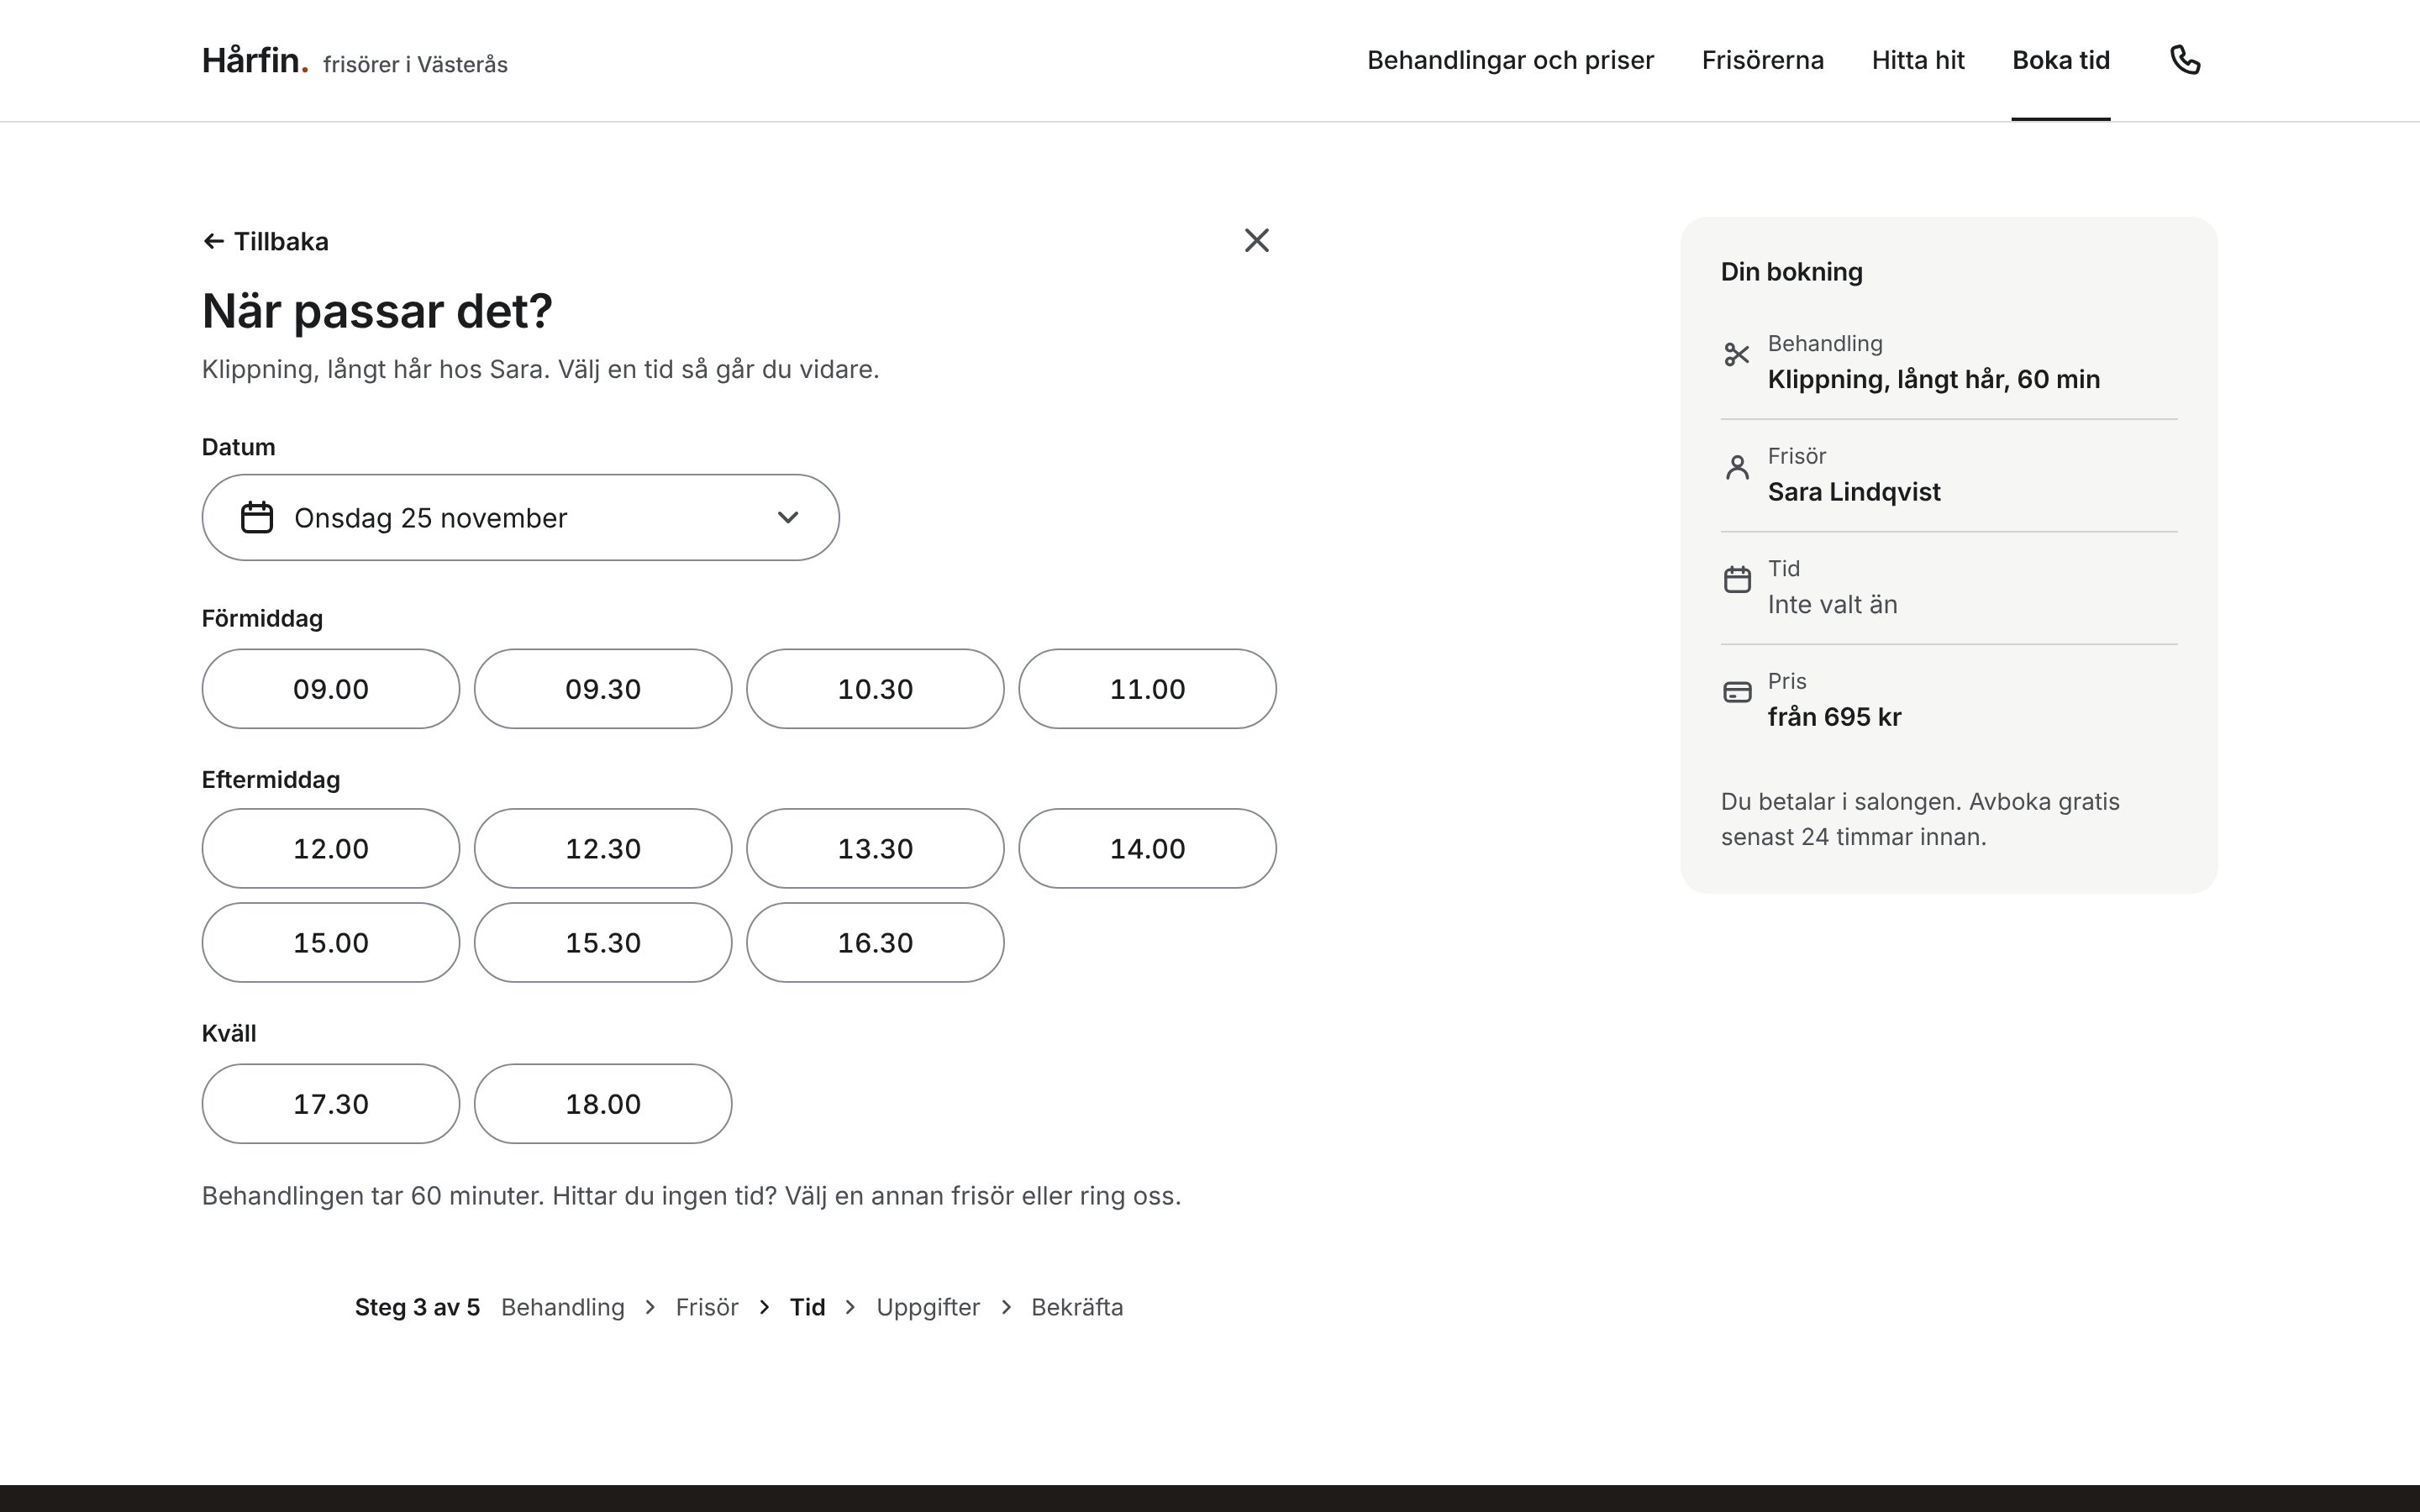 Hårfin. frisörer i Västerås
Behandlingar och priser
Frisörerna
Hitta hit
Boka tid
Tillbaka
När passar det?
Klippning, långt hår hos Sara. Välj en tid så går du vidare.
Datum
Onsdag 25 november
Förmiddag
09.00
09.30
10.30
11.00
Eftermiddag
12.00
12.30
13.30
14.00
15.00
15.30
16.30
Kväll
17.30
18.00
Behandlingen tar 60 minuter. Hittar du ingen tid? Välj en annan frisör eller ring oss.
Steg 3 av 5 Behandling Frisör Tid Uppgifter Bekräfta
Din bokning
Behandling
Klippning, långt hår, 60 min
Frisör
Sara Lindqvist
Tid
Inte valt än
Pris
från 695 kr
Du betalar i salongen. Avboka gratis
senast 24 timmar innan.